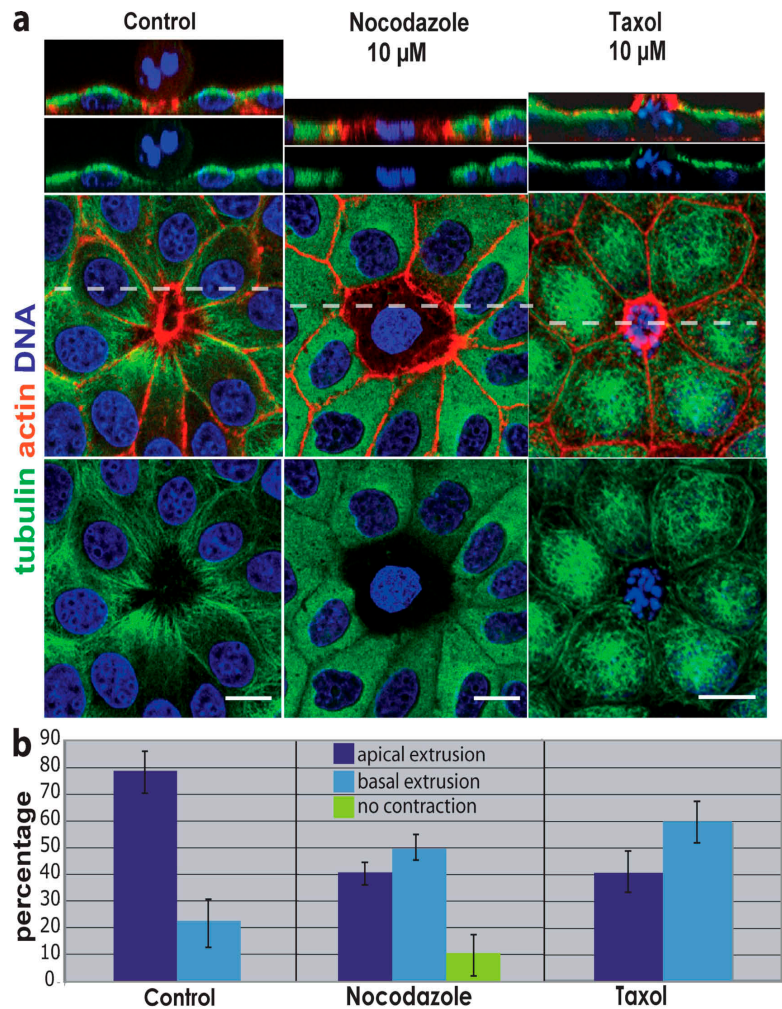 a
Control
Nocodazole
10 µM
Taxol
10 µM
tubulin actin DNA
b
percentage
90
80
70
60
50
40
30
20
10
0
apical extrusion
basal extrusion
no contraction
Control
Nocodazole
Taxol